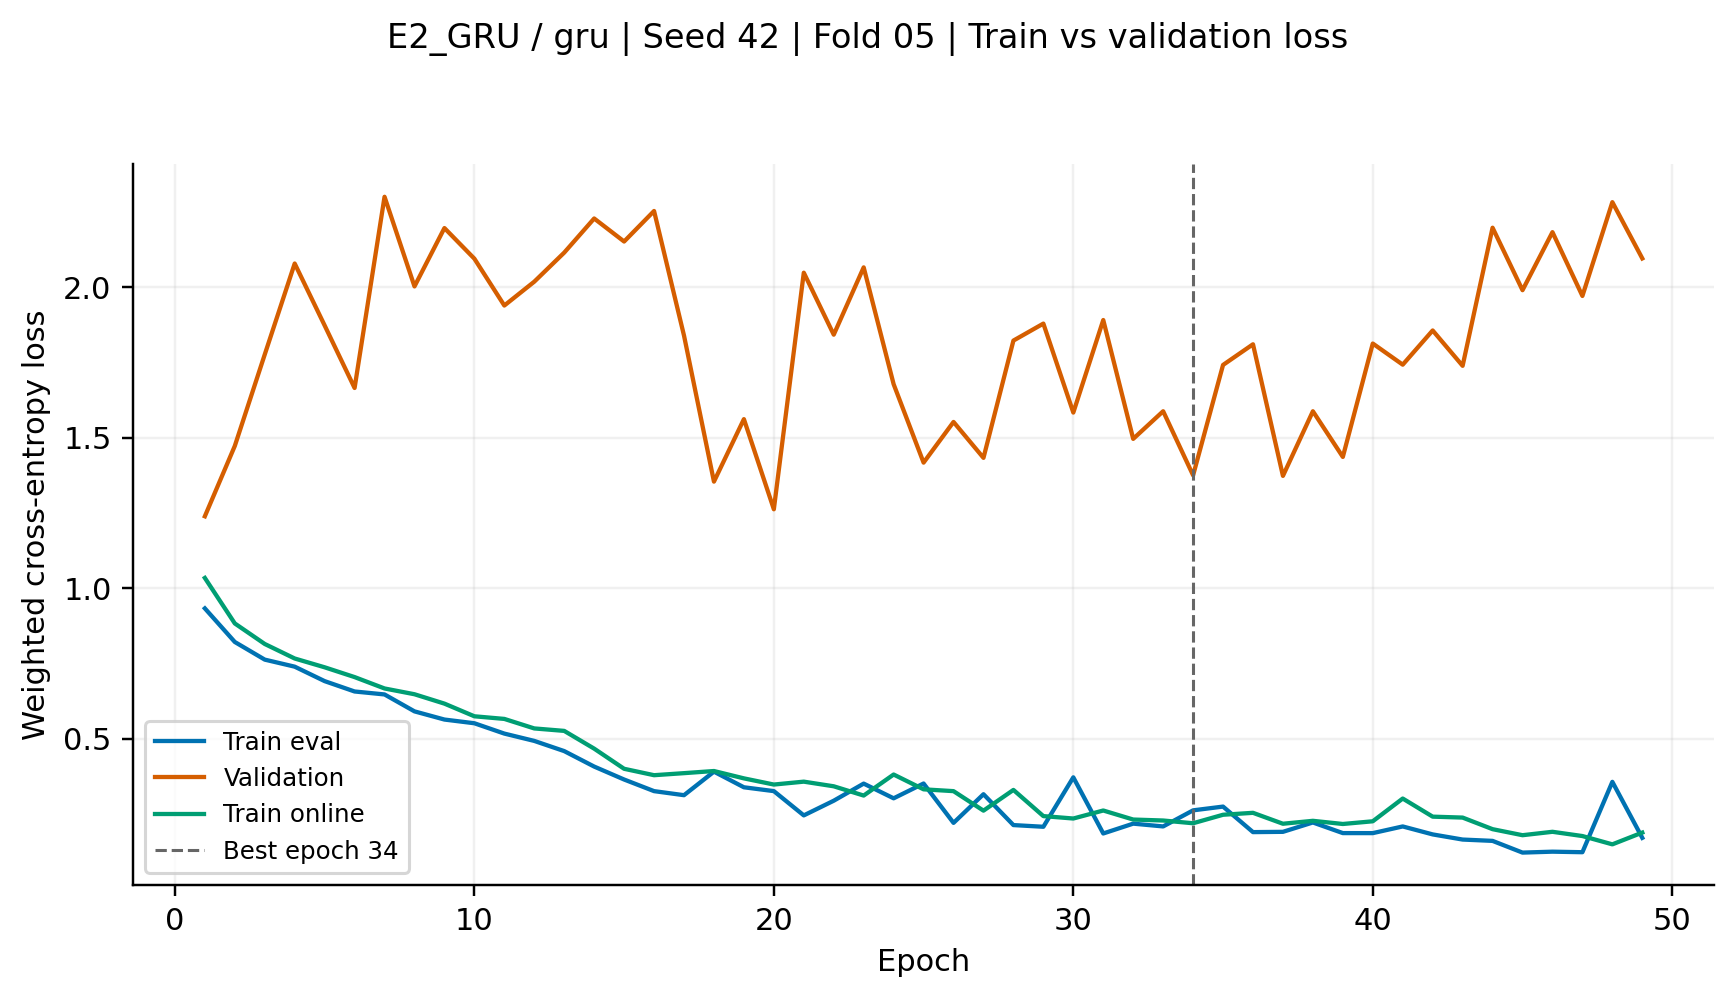 E2_GRU / gru | Seed 42 | Fold 05 | Train vs validation loss
Weighted cross-entropy loss
2.0
1.5
1.0
0.5
Train eval
Validation
Train online
Best epoch 34
0 10 20 30 40 50
Epoch